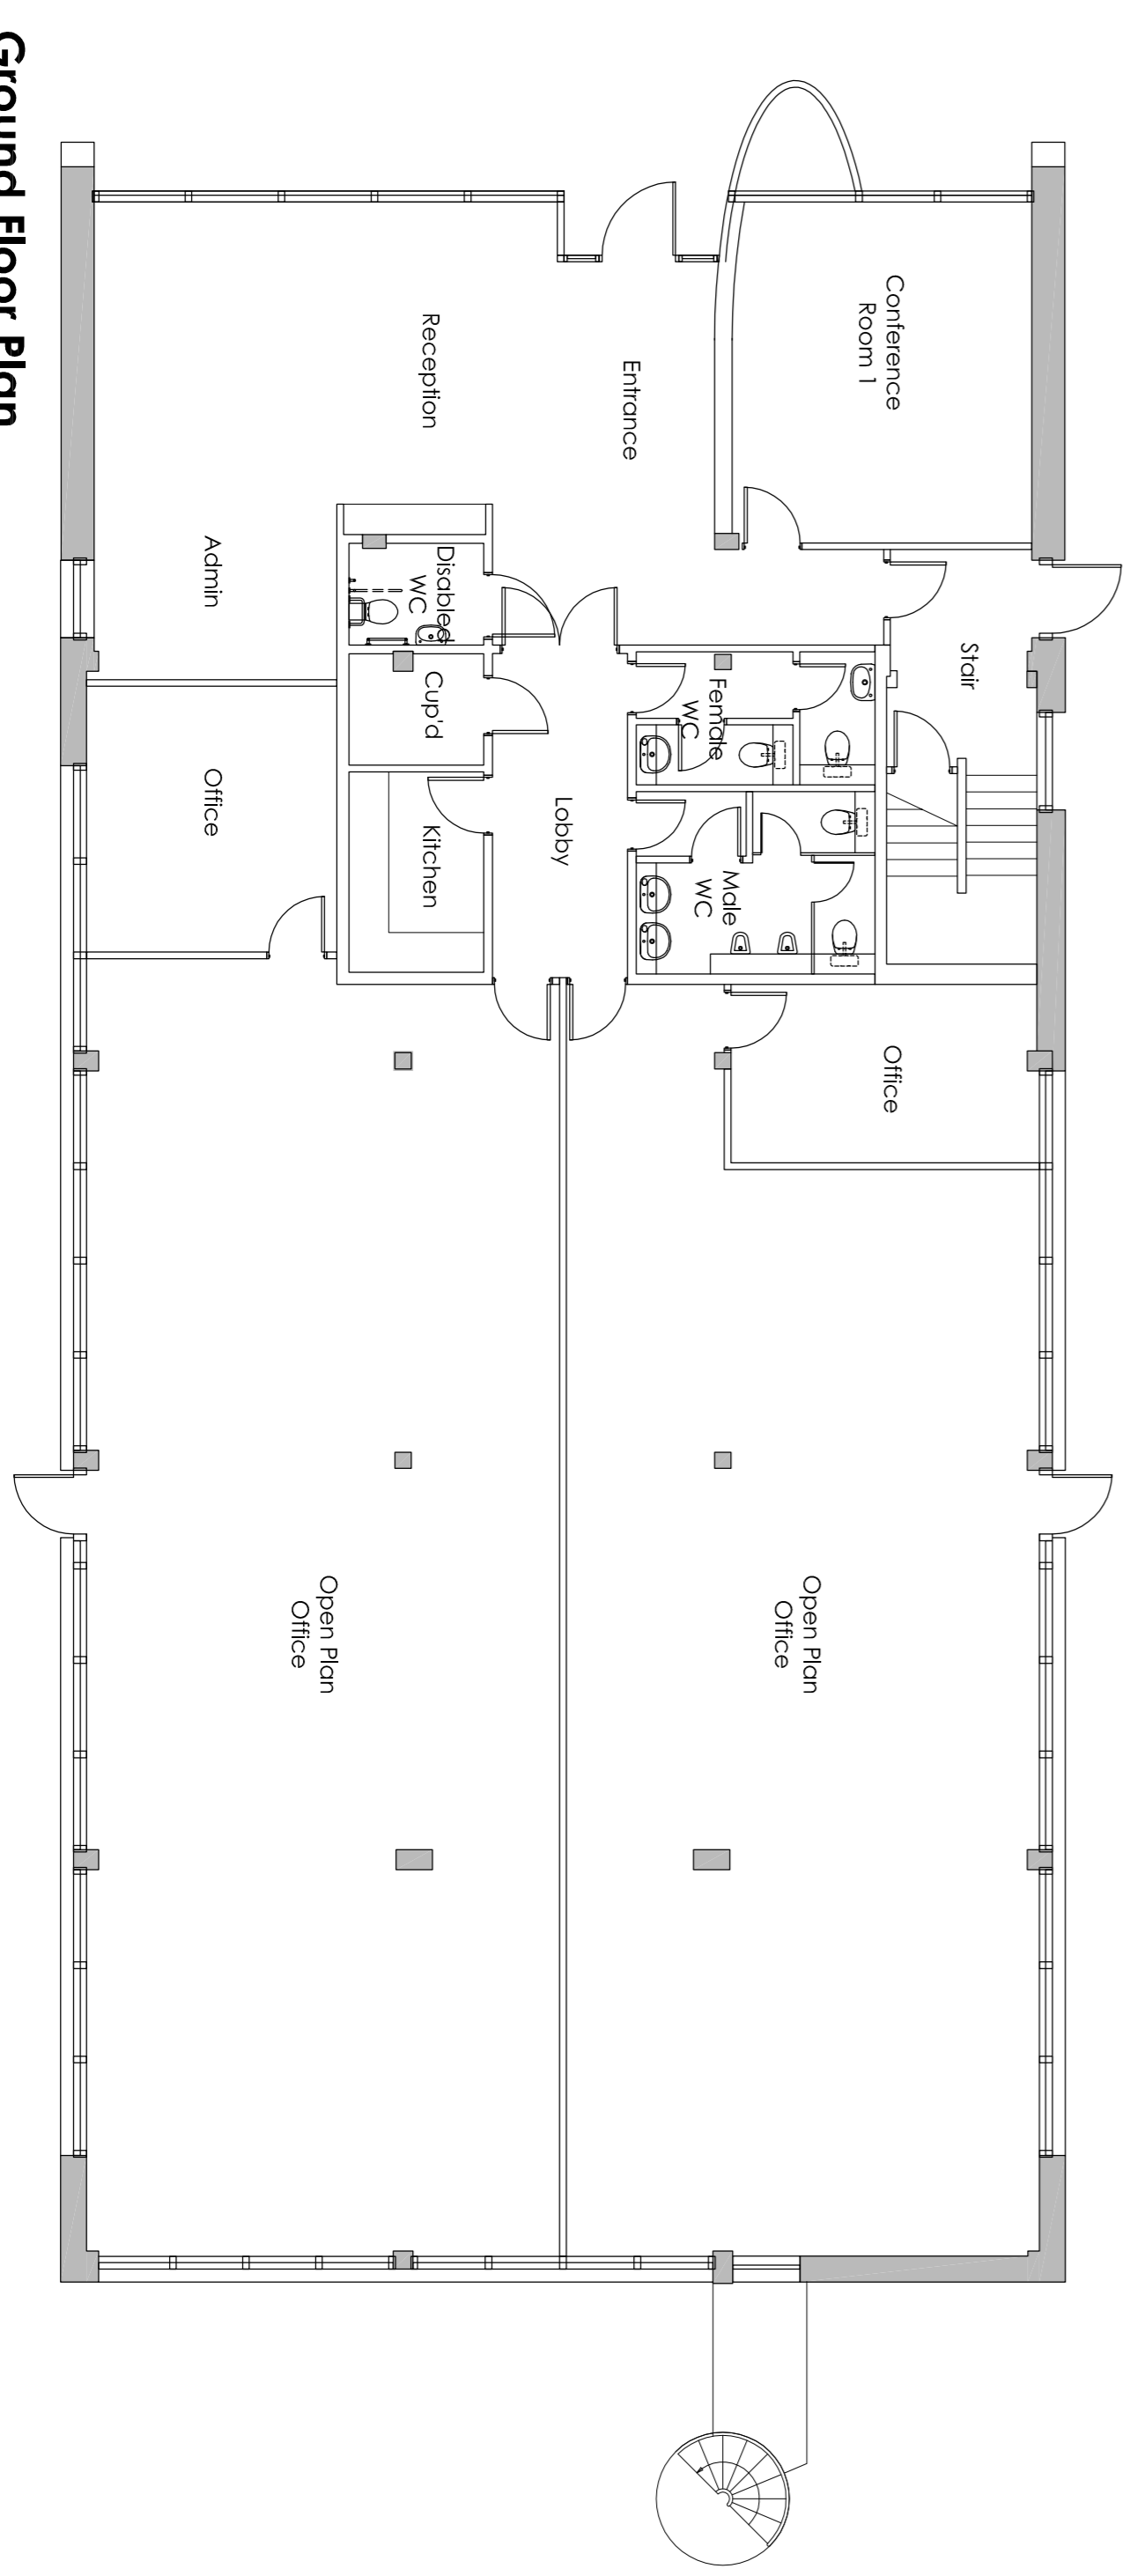 Ground Floor Plan
Conference
Room 1
Entrance
Reception
Stair
Admin
Disabled
WC
Female
WC
Cup'd
Lobby
Office
Kitchen
Male
WC
Office
Open Plan
Office
Open Plan
Office